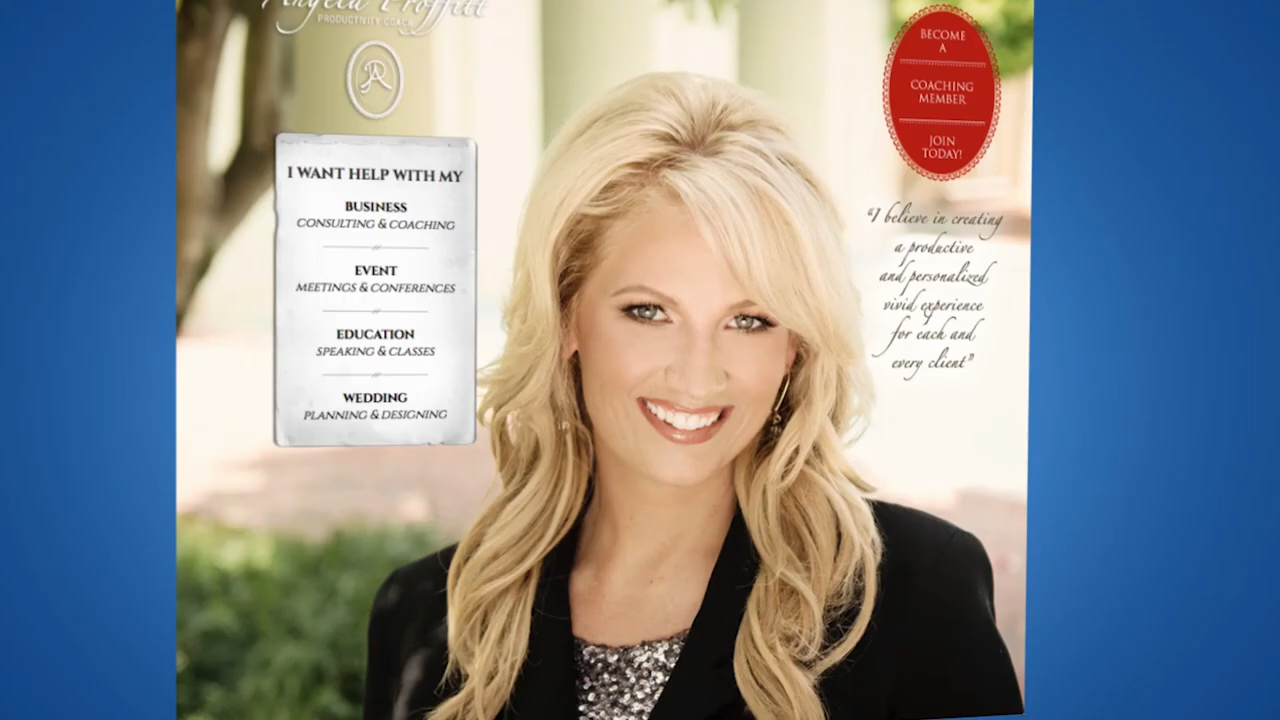 Angela Proffitt
PRODUCTIVITY COACH
I WANT HELP WITH MY
BUSINESS
CONSULTING & COACHING
EVENT
MEETINGS & CONFERENCES
EDUCATION
SPEAKING & CLASSES
WEDDING
PLANNING & DESIGNING
BECOME
A
COACHING
MEMBER
JOIN
TODAY!
“I believe in creating
a productive
and personalized
vivid experience
for each and
every client”